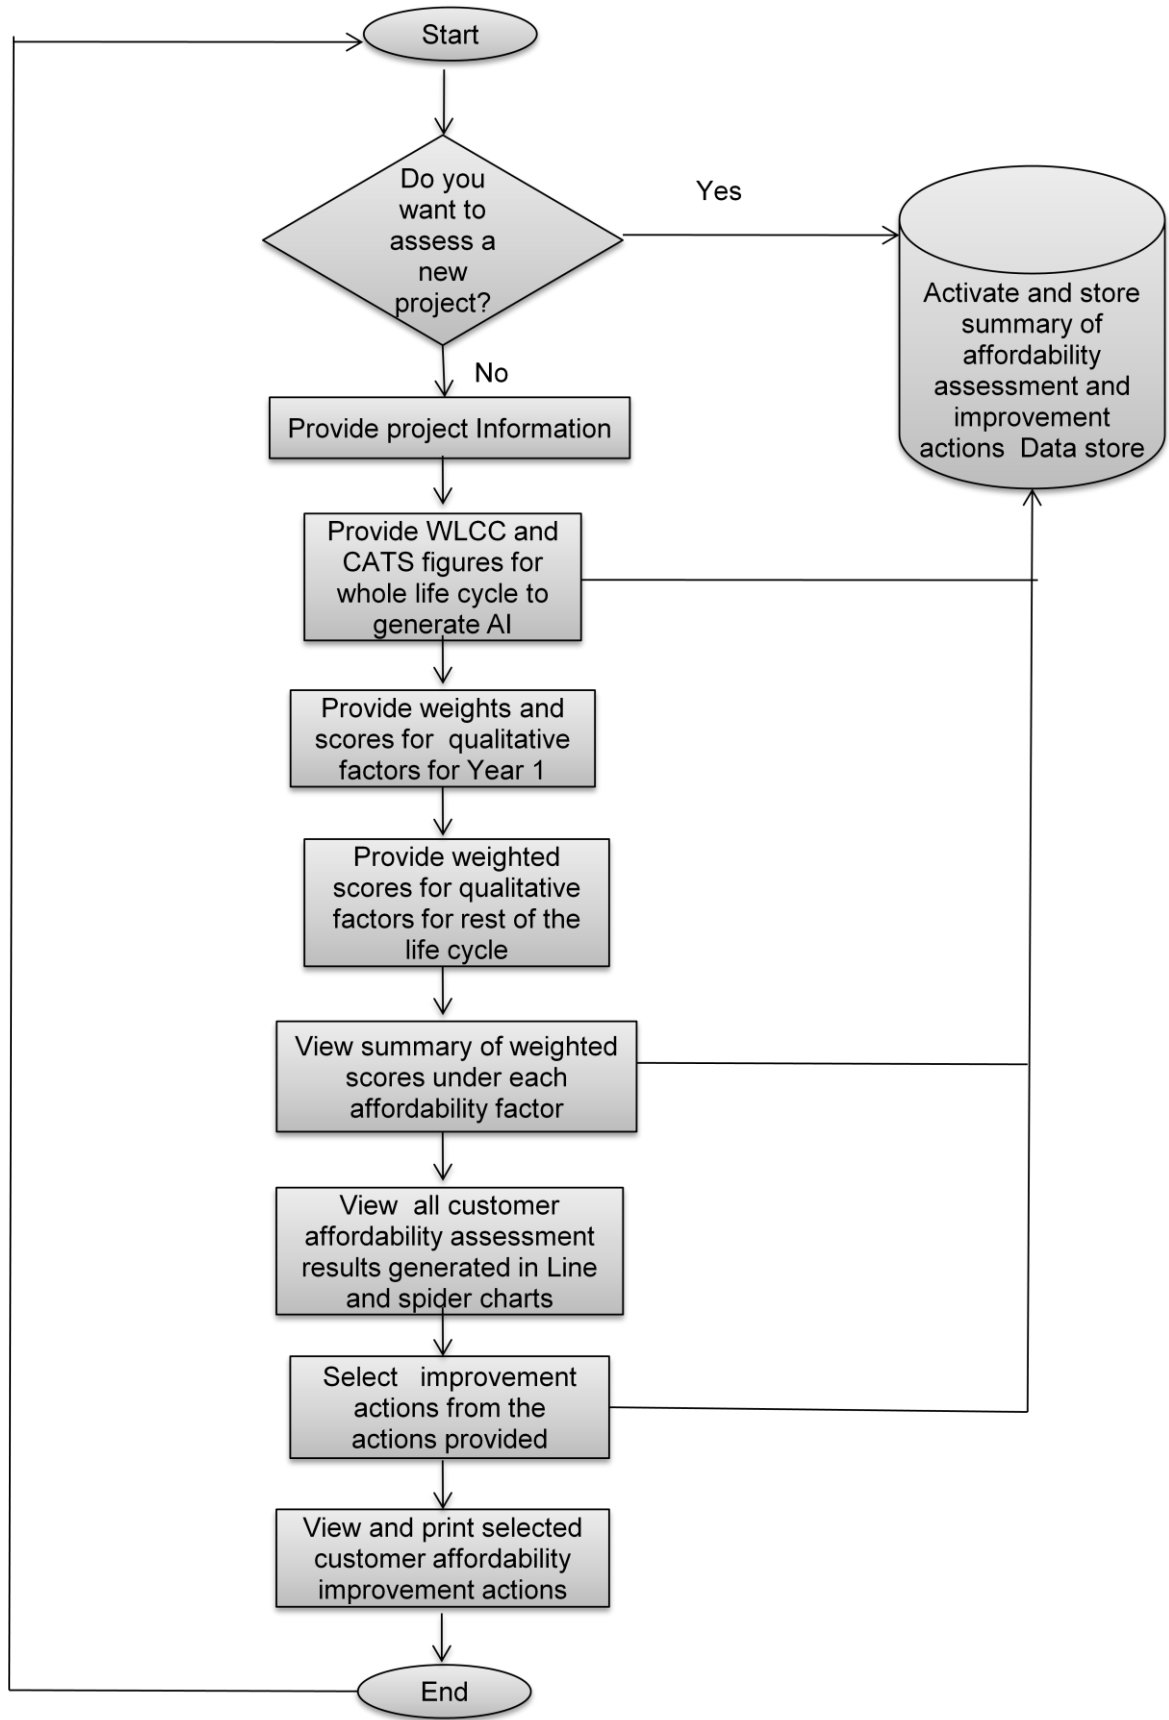 Start
Do you
want to
assess a
new
project?
Yes
No
Activate and store
summary of
affordability
assessment and
improvement
actions Data store
Provide project Information
Provide WLCC and
CATS figures for
whole life cycle to
generate AI
Provide weights and
scores for qualitative
factors for Year 1
Provide weighted
scores for qualitative
factors for rest of the
life cycle
View summary of weighted
scores under each
affordability factor
View all customer
affordability assessment
results generated in Line
and spider charts
Select improvement
actions from the
actions provided
View and print selected
customer affordability
improvement actions
End